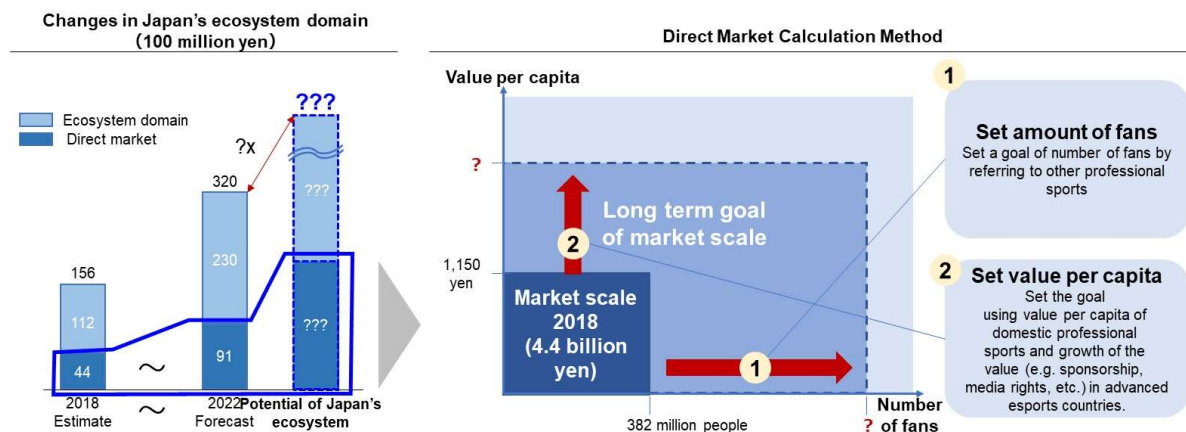 Changes in Japan's ecosystem domain
(100 million yen)
Ecosystem domain
Direct market
156
112
44
2018
Estimate
~
~
320
230
91
2022
Forecast
?x
???
???
???
Potential of Japan's
ecosystem
Direct Market Calculation Method
Value per capita
?
1,150
yen
Long term goal
of market scale
2
Market scale
2018
(4.4 billion
yen)
1
382 million people
?
Number
of fans
1
Set amount of fans
Set a goal of number of fans by
referring to other professional
sports
2
Set value per capita
Set the goal
using value per capita of
domestic professional
sports and growth of the
value (e.g. sponsorship,
media rights, etc.) in advanced
esports countries.